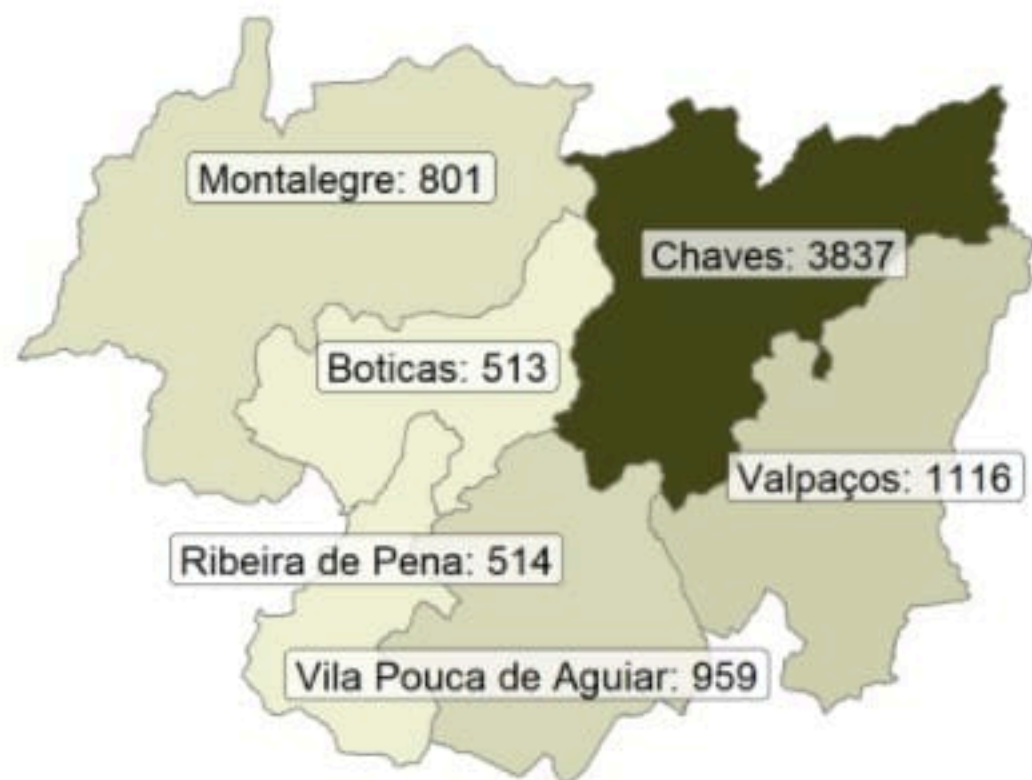 Montalegre: 801
Chaves: 3837
Boticas: 513
Valpaços: 1116
Ribeira de Pena: 514
Vila Pouca de Aguiar: 959